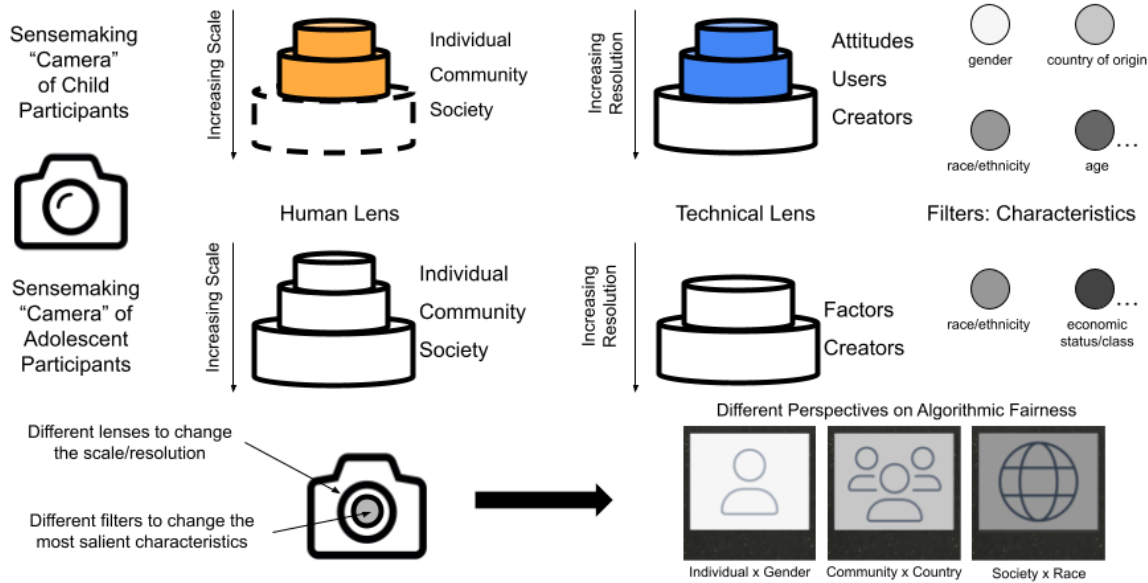 Sensemaking
“Camera”
of Child
Participants
Increasing Scale
Individual
Community
Society
Increasing
Resolution
Attitudes
Users
Creators
gender
country of origin
race/ethnicity
age
...
Human Lens
Technical Lens
Filters: Characteristics
Sensemaking
“Camera” of
Adolescent
Participants
Increasing Scale
Individual
Community
Society
Increasing
Resolution
Factors
Creators
race/ethnicity
economic
status/class
...
Different lenses to change
the scale/resolution
Different filters to change the
most salient characteristics
Different Perspectives on Algorithmic Fairness
Individual x Gender
Community x Country
Society x Race